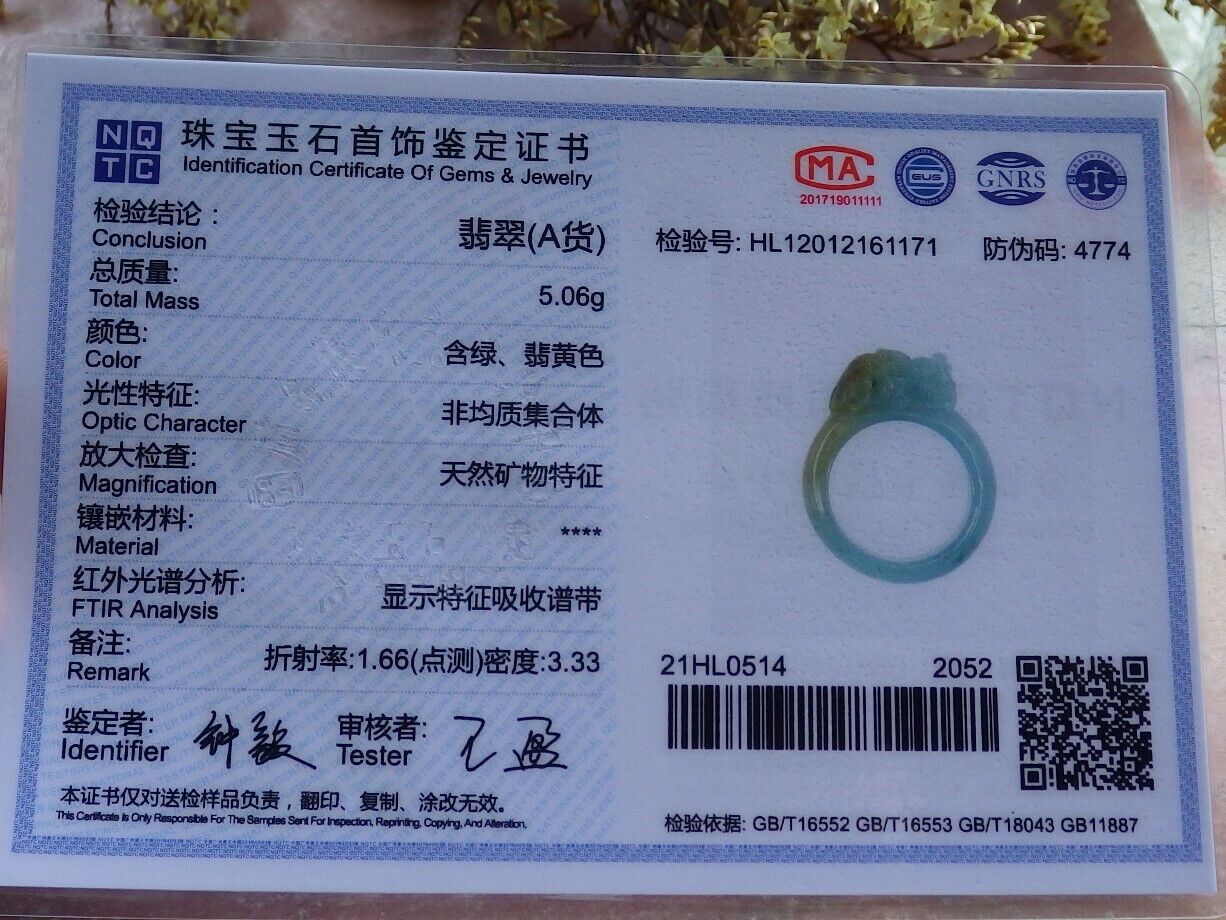 NQ
TC
珠宝玉石首饰鉴定证书
Identification Certificate Of Gems & Jewelry
检验结论:
Conclusion
翡翠(A货)
总质量:
Total Mass
5.06g
颜色:
Color
含绿、翡黄色
光性特征:
Optic Character
非均质集合体
放大检查:
Magnification
天然矿物特征
镶嵌材料:
Material
****
红外光谱分析:
FTIR Analysis
显示特征吸收谱带
备注:
Remark
折射率:1.66(点测)密度:3.33
鉴定者:
Identifier
审核者:
Tester
本证书仅对送检样品负责，翻印、复制、涂改无效。
This Certificate Is Only Responsible For The Samples Sent For Inspection, Reprinting, Copying, And Alteration,
CMA
201719011111
CGUS
GNRS
检验号: HL12012161171
防伪码: 4774
21HL0514
2052
检验依据: GB/T16552 GB/T16553 GB/T18043 GB11887